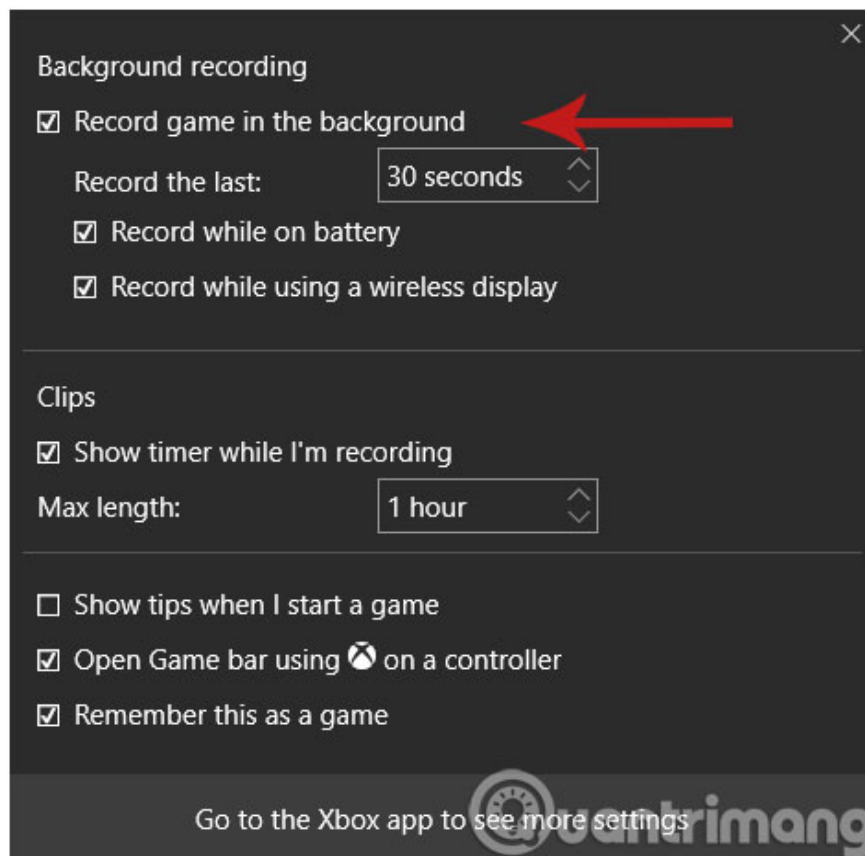 Background recording
Record game in the background
Record the last: 30 seconds
Record while on battery
Record while using a wireless display
Clips
Show timer while I'm recording
Max length: 1 hour
Show tips when I start a game
Open Game bar using on a controller
Remember this as a game
Go to the Xbox app to see more settings
uantrimang